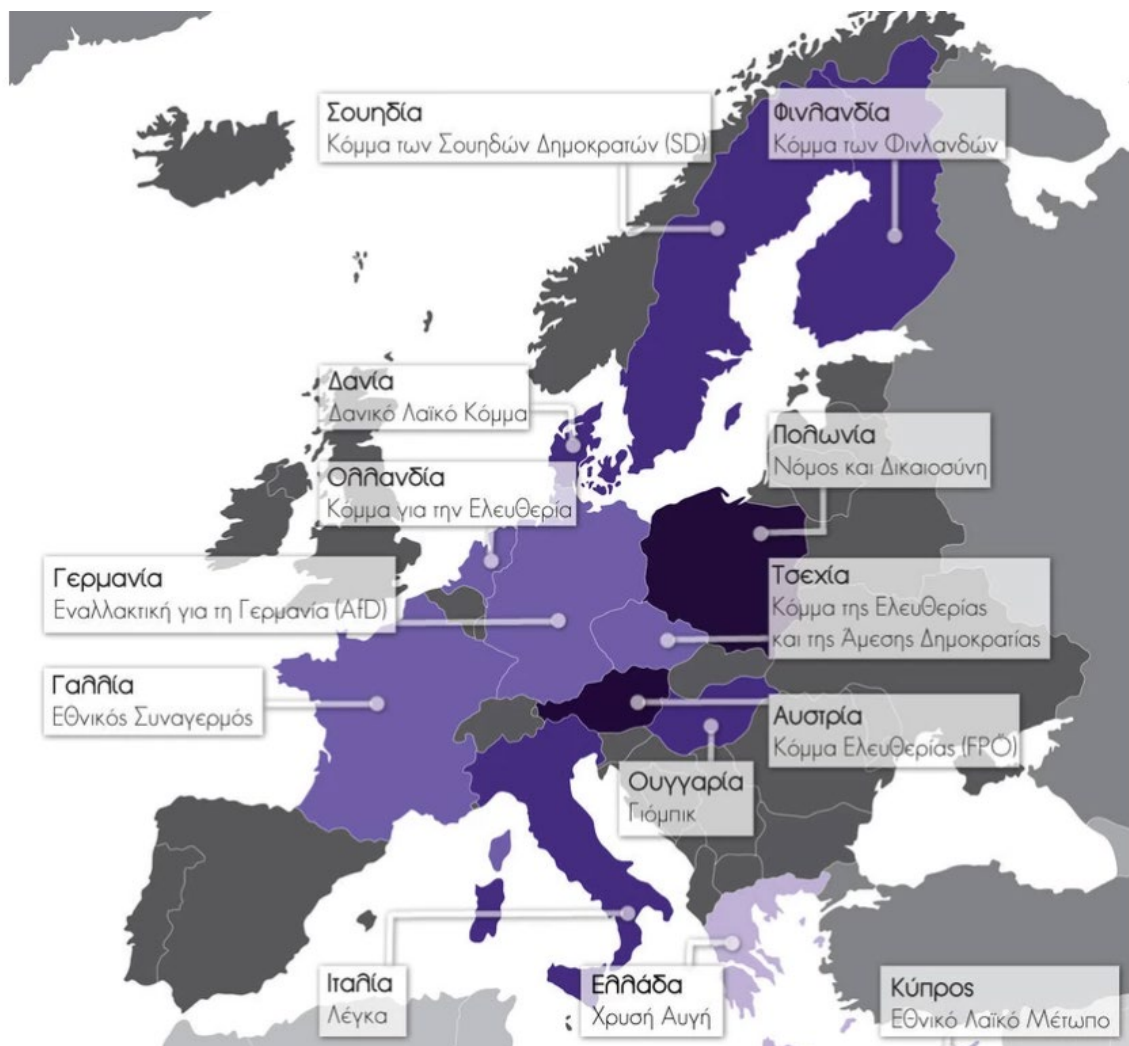 Σουηδία
Κόμμα των Σουηδών Δημοκρατών (SD)
Φινλανδία
Κόμμα των Φινλανδών
Δανία
Δανικό Λαϊκό Κόμμα
Πολωνία
Νόμος και Δικαιοσύνη
Ολλανδία
Κόμμα για την Ελευθερία
Γερμανία
Εναλλακτική για τη Γερμανία (AfD)
Τσεχία
Κόμμα της Ελευθερίας
και της Άμεσης Δημοκρατίας
Γαλλία
Εθνικός Συναγερμός
Αυστρία
Κόμμα Ελευθερίας (FPÖ)
Ουγγαρία
Γιόμπικ
Ιταλία
Λέγκα
Ελλάδα
Χρυσή Αυγή
Κύπρος
Εθνικό Λαϊκό Μέτωπο